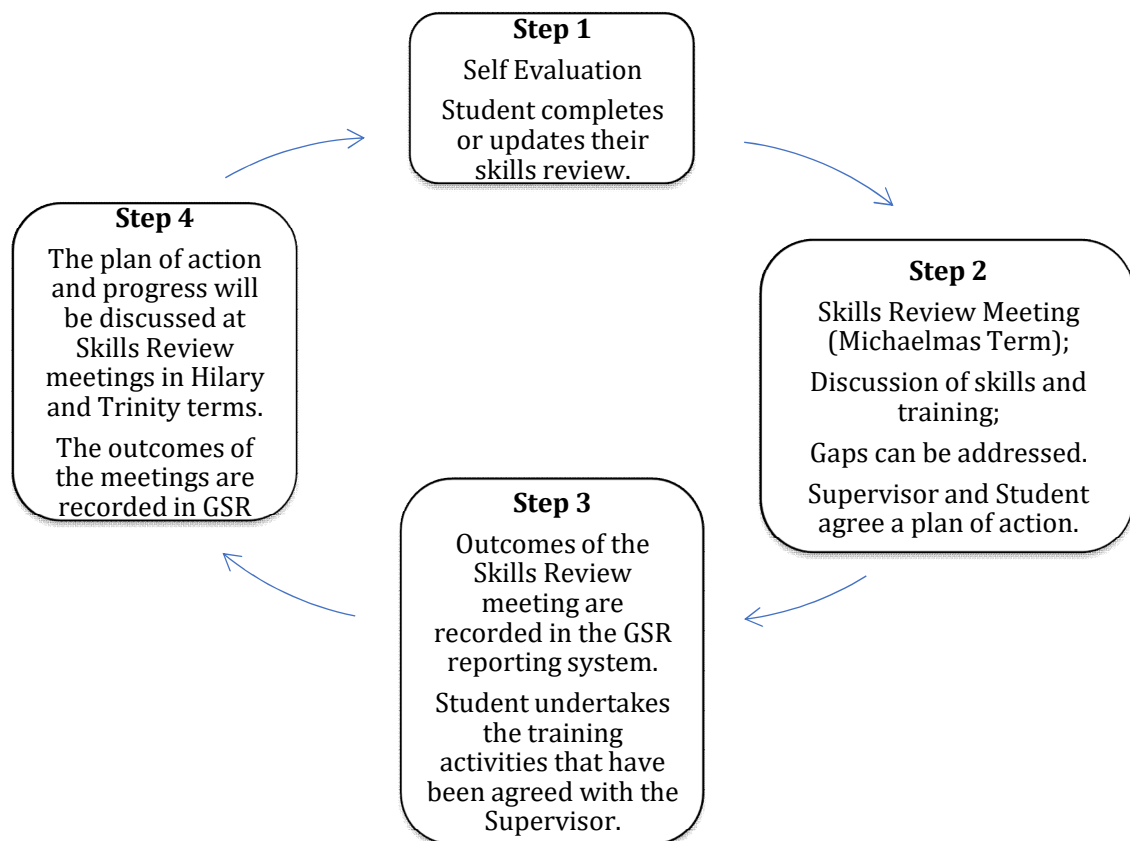 Step 1
Self Evaluation
Student completes
or updates their
skills review.
Step 2
Skills Review Meeting
(Michaelmas Term);
Discussion of skills and
training;
Gaps can be addressed.
Supervisor and Student
agree a plan of action.
Step 3
Outcomes of the
Skills Review
meeting are
recorded in the GSR
reporting system.
Student undertakes
the training
activities that have
been agreed with the
Supervisor.
Step 4
The plan of action
and progress will
be discussed at
Skills Review
meetings in Hilary
and Trinity terms.
The outcomes of
the meetings are
recorded in GSR